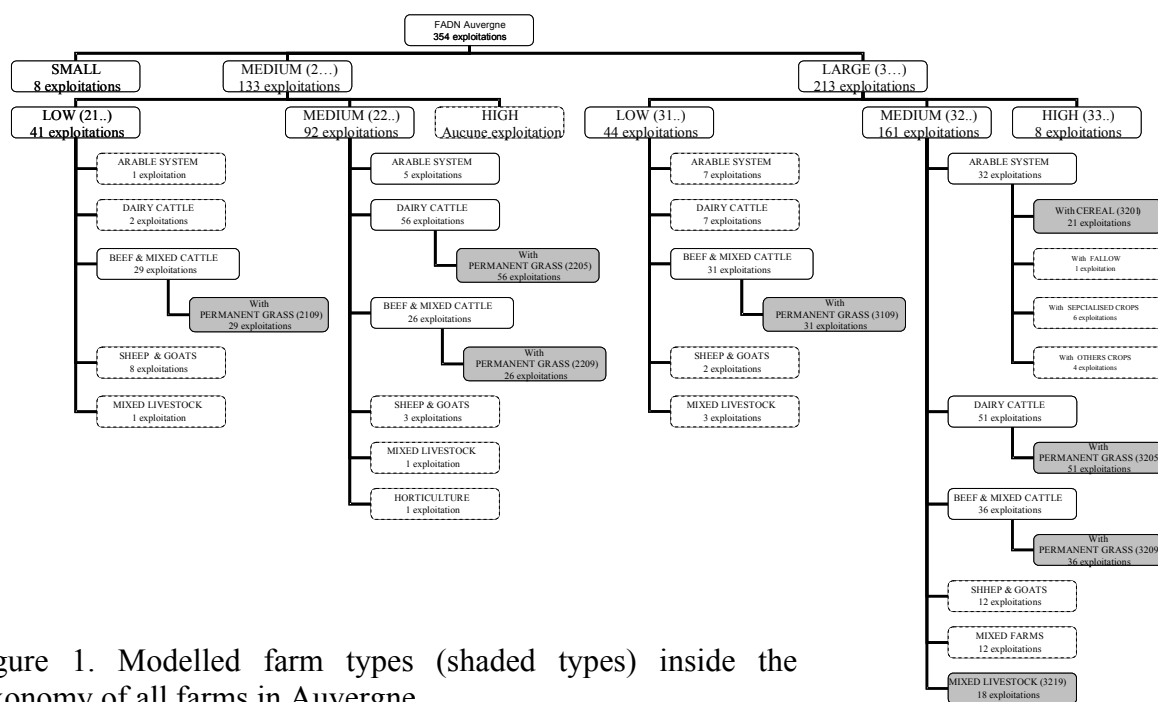 FADN Auvergne
354 exploitations
SMALL
8 exploitations
MEDIUM (2…)
133 exploitations
LARGE (3…)
213 exploitations
LOW (21..)
41 exploitations
MEDIUM (22..)
92 exploitations
HIGH
Aucune exploitation
LOW (31..)
44 exploitations
MEDIUM (32..)
161 exploitations
HIGH (33..)
8 exploitations
ARABLE SYSTEM
1 exploitation
DAIRY CATTLE
2 exploitations
BEEF & MIXED CATTLE
29 exploitations
With
PERMANENT GRASS (2109)
29 exploitations
SHEEP & GOATS
8 exploitations
MIXED LIVESTOCK
1 exploitation
ARABLE SYSTEM
5 exploitations
DAIRY CATTLE
56 exploitations
With
PERMANENT GRASS (2205)
56 exploitations
BEEF & MIXED CATTLE
26 exploitations
With
PERMANENT GRASS (2209)
26 exploitations
SHEEP & GOATS
3 exploitations
MIXED LIVESTOCK
1 exploitation
HORTICULTURE
1 exploitation
ARABLE SYSTEM
7 exploitations
DAIRY CATTLE
7 exploitations
BEEF & MIXED CATTLE
31 exploitations
With
PERMANENT GRASS (3109)
31 exploitations
SHEEP & GOATS
2 exploitations
MIXED LIVESTOCK
3 exploitations
ARABLE SYSTEM
32 exploitations
With CEREAL (3201)
21 exploitations
With FALLOW
1 exploitation
With SEPCIALISED CROPS
6 exploitations
With OTHERS CROPS
4 exploitations
DAIRY CATTLE
51 exploitations
With
PERMANENT GRASS (3205
51 exploitations
BEEF & MIXED CATTLE
36 exploitations
With
PERMANENT GRASS (3209
36 exploitations
SHHEP & GOATS
12 exploitations
MIXED FARMS
12 exploitations
MIXED LIVESTOCK (3219)
18 exploitations
gure 1. Modelled farm types (shaded types) inside the
xonomy of all farms in Auvergne